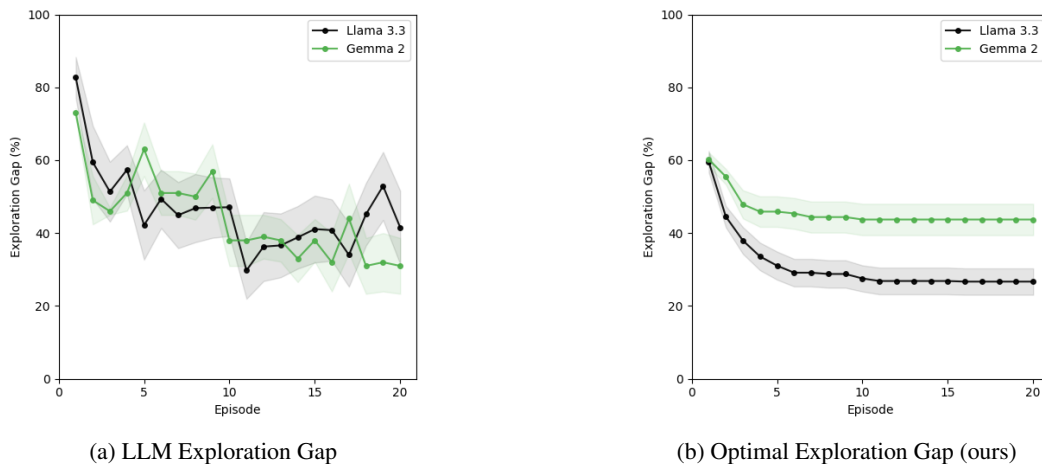 100
80
60
40
20
0
Exploration Gap (%)
Llama 3.3
Gemma 2
0 5 10 15 20
Episode
(a) LLM Exploration Gap
100
80
60
40
20
0
Exploration Gap (%)
Llama 3.3
Gemma 2
0 5 10 15 20
Episode
(b) Optimal Exploration Gap (ours)